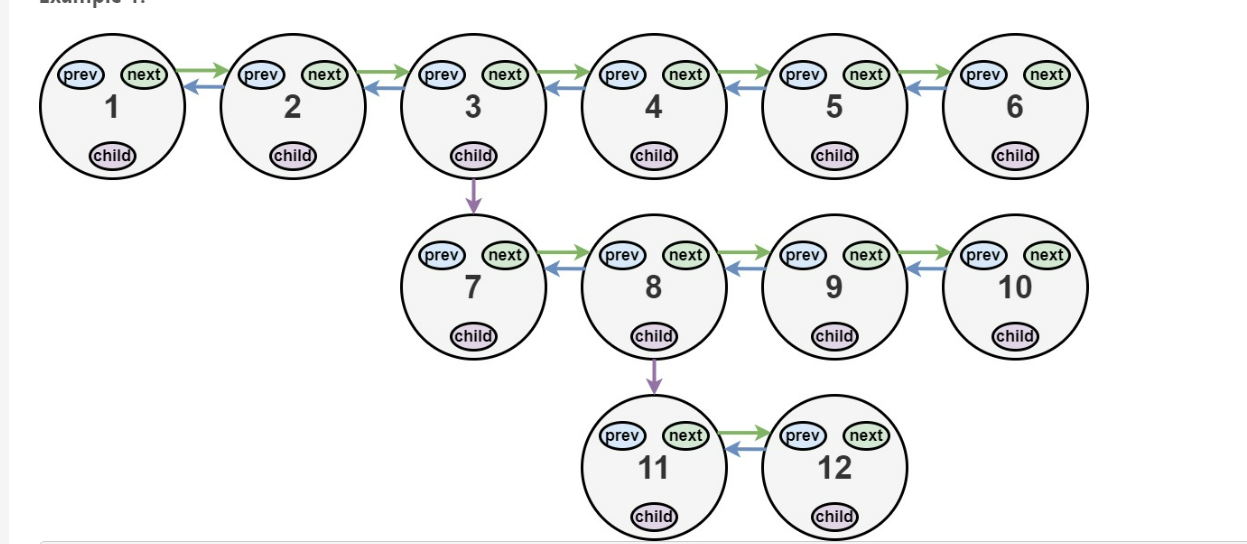 prev next prev next prev next prev next prev next prev next
1 2 3 4 5 6
child child child child child child
prev next prev next prev next prev next
7 8 9 10
child child child child
prev next prev next
11 12
child child